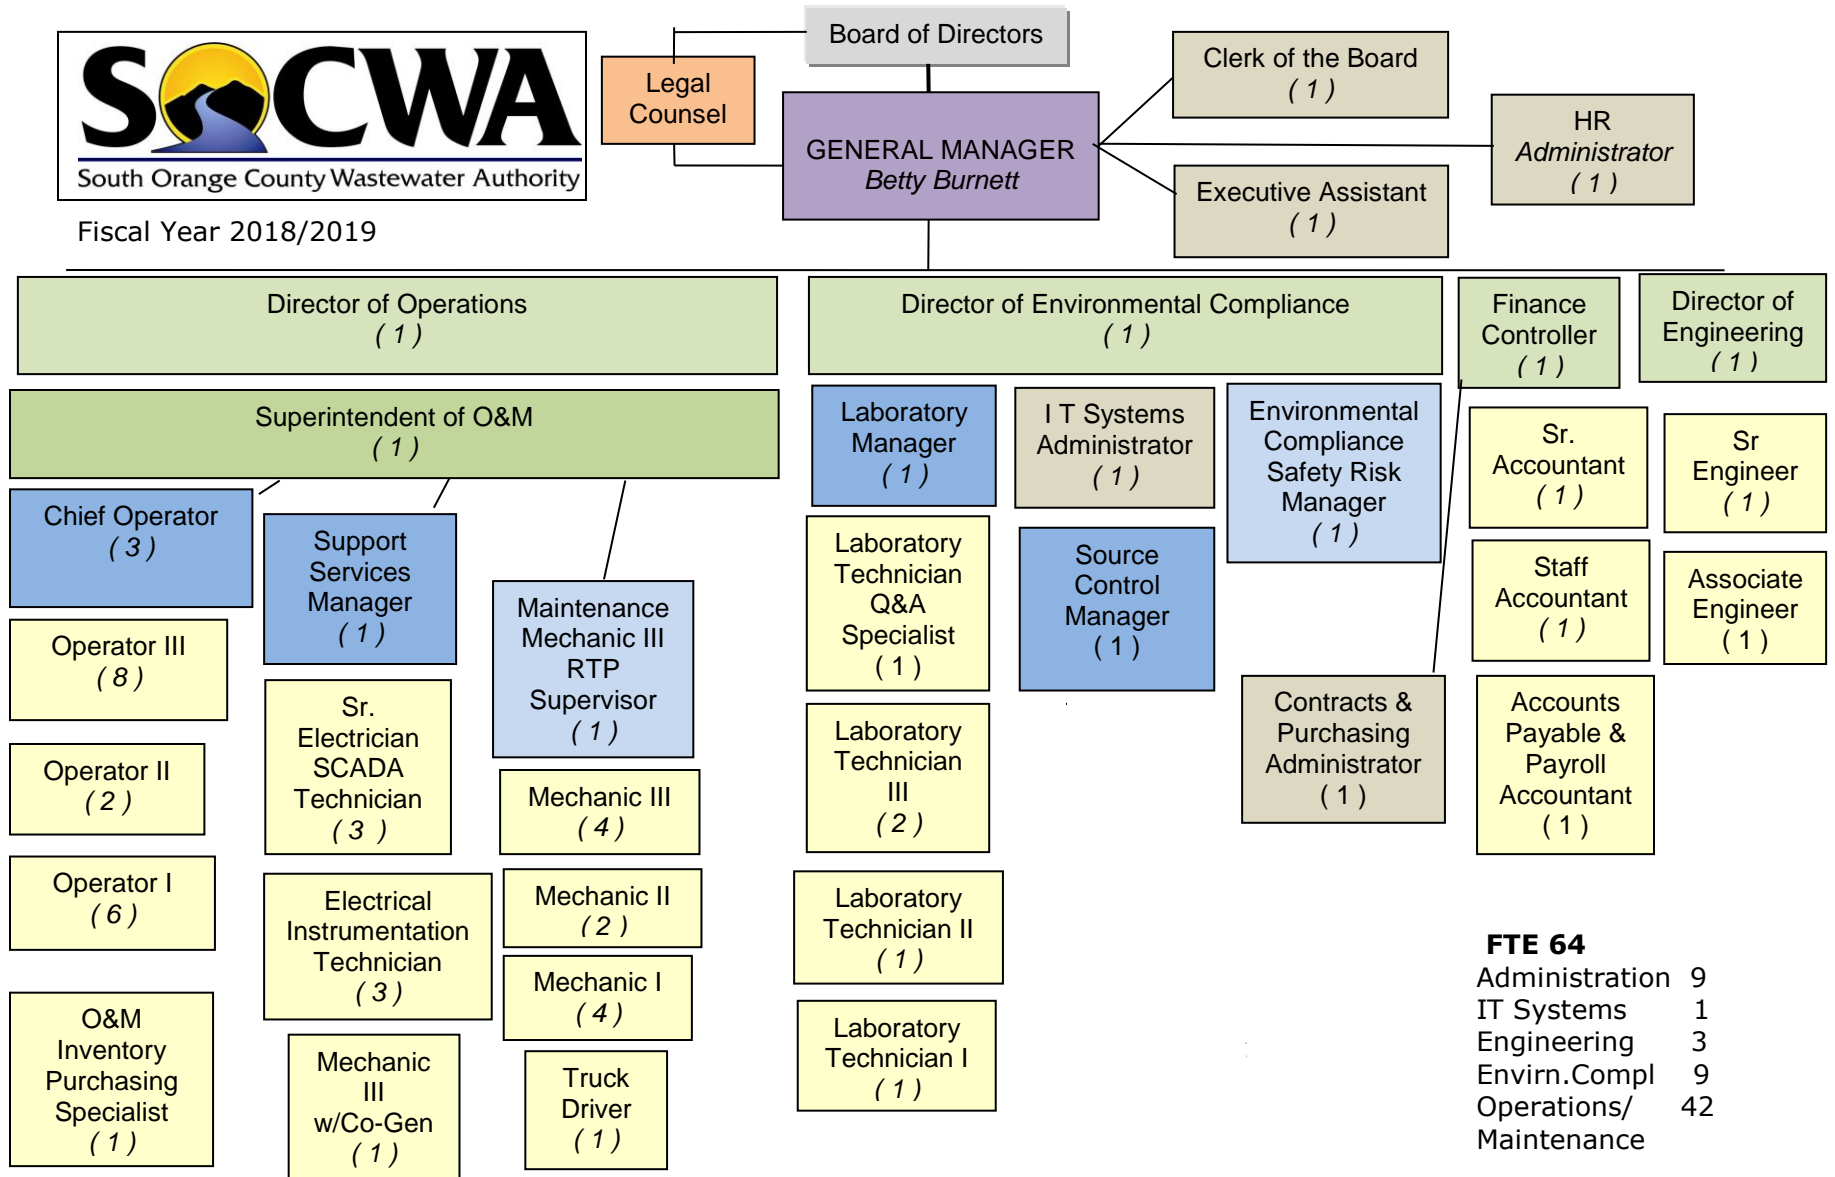 SOCWA
South Orange County Wastewater Authority
Fiscal Year 2018/2019
Board of Directors
Legal
Counsel
GENERAL MANAGER
Betty Burnett
Clerk of the Board
( 1 )
Executive Assistant
( 1 )
HR
Administrator
( 1 )
Director of Operations
( 1 )
Director of Environmental Compliance
( 1 )
Finance
Controller
( 1 )
Director of
Engineering
( 1 )
Superintendent of O&M
( 1 )
Chief Operator
( 3 )
Operator III
( 8 )
Operator II
( 2 )
Operator I
( 6 )
O&M
Inventory
Purchasing
Specialist
( 1 )
Support
Services
Manager
( 1 )
Sr.
Electrician
SCADA
Technician
( 3 )
Electrical
Instrumentation
Technician
( 3 )
Mechanic
III
w/Co-Gen
( 1 )
Maintenance
Mechanic III
RTP
Supervisor
( 1 )
Mechanic III
( 4 )
Mechanic II
( 2 )
Mechanic I
( 4 )
Truck
Driver
( 1 )
Laboratory
Manager
( 1 )
Laboratory
Technician
Q&A
Specialist
( 1 )
Laboratory
Technician
III
( 2 )
Laboratory
Technician II
( 1 )
Laboratory
Technician I
( 1 )
I T Systems
Administrator
( 1 )
Source
Control
Manager
( 1 )
Environmental
Compliance
Safety Risk
Manager
( 1 )
Contracts &
Purchasing
Administrator
( 1 )
Sr.
Accountant
( 1 )
Staff
Accountant
( 1 )
Accounts
Payable &
Payroll
Accountant
( 1 )
Sr
Engineer
( 1 )
Associate
Engineer
( 1 )
FTE 64
Administration 9
IT Systems 1
Engineering 3
Envirn.Compl 9
Operations/ 42
Maintenance